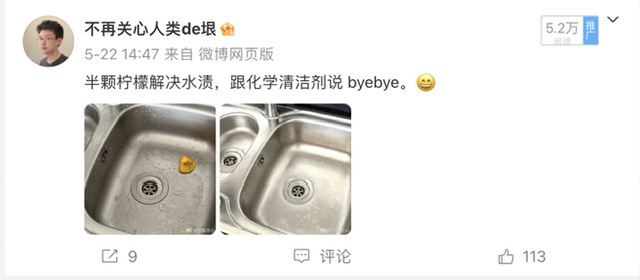 不再关心人类de垠
5-22 14:47 来自 微博网页版
5.2万
阅读
推广
半颗柠檬解决水渍，跟化学清洁剂说 byebye。
9
评论
113